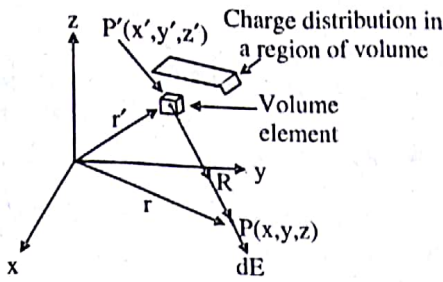 z
P′(x′,y′,z′)
Charge distribution in
a region of volume
Volume
element
r′
R
y
r
P(x,y,z)
x
dE